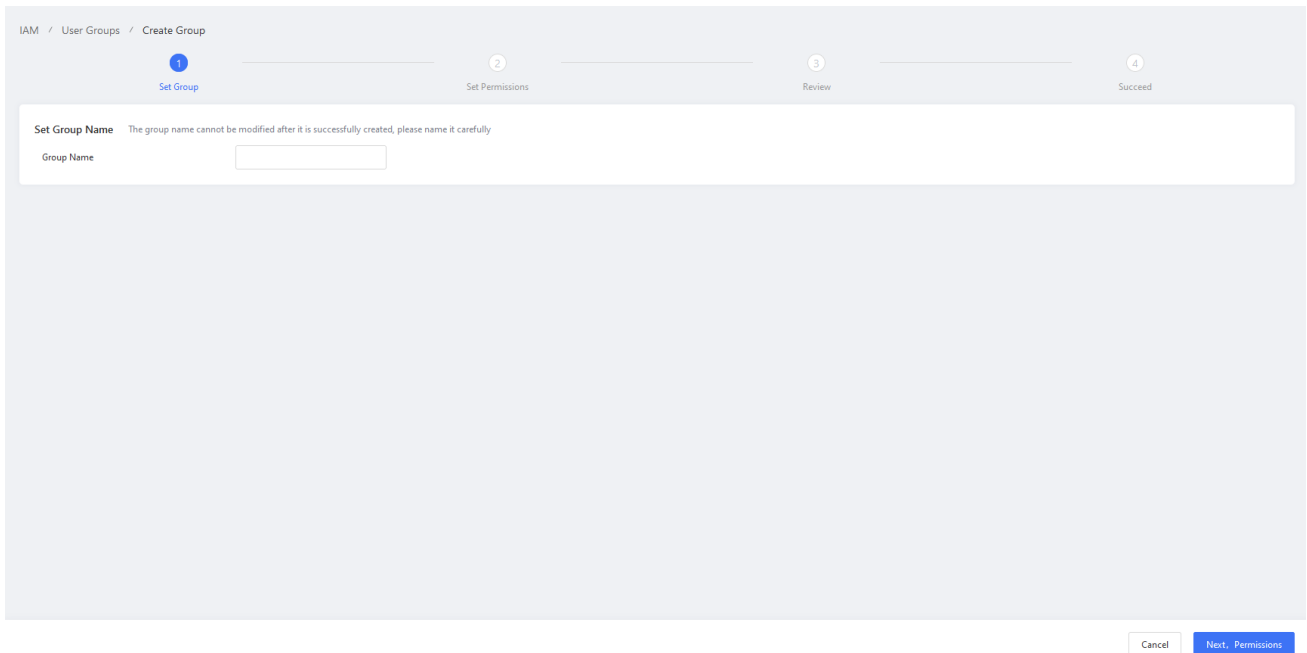 IAM / User Groups / Create Group
1 2 3 4
Set Group Set Permissions Review Succeed
Set Group Name The group name cannot be modified after it is successfully created, please name it carefully
Group Name
Cancel Next, Permissions